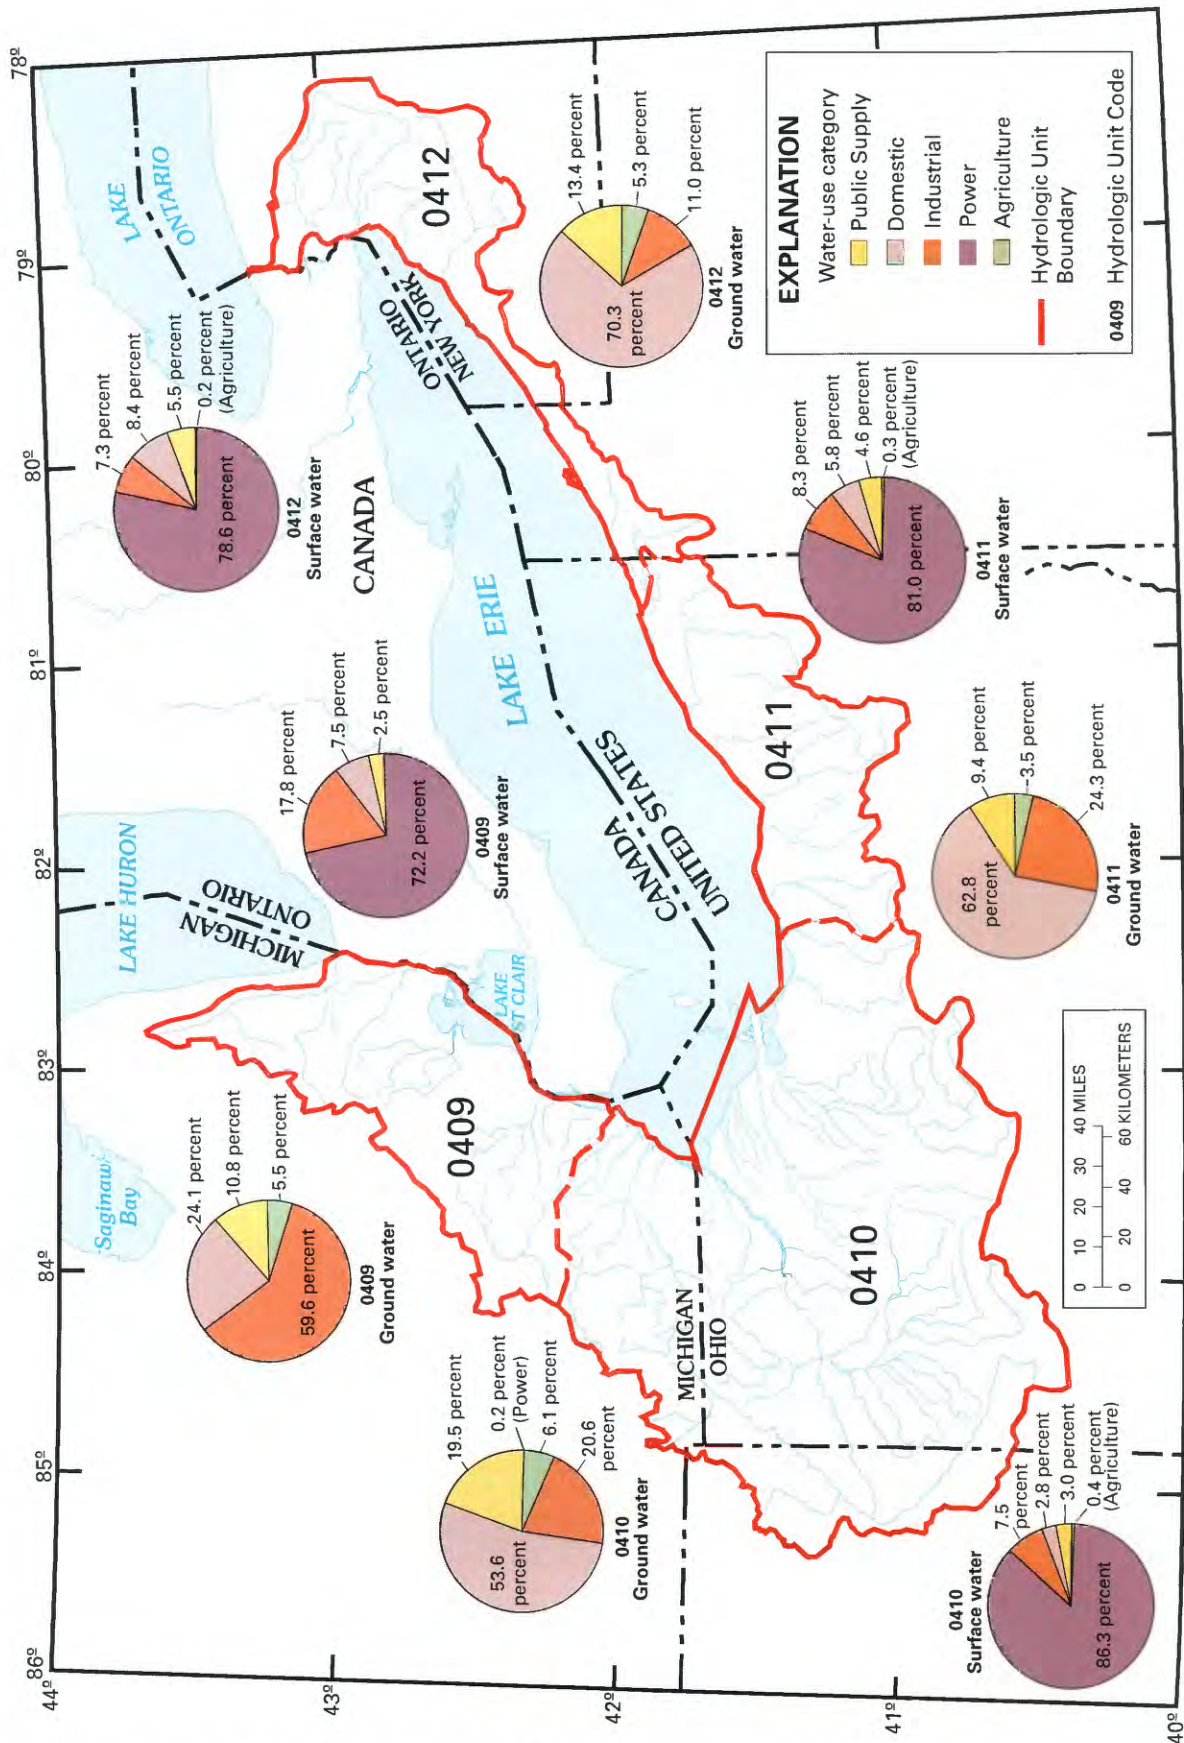 86º
85º
84º
83º
82º
81º
80º
79º
78º
44º
43º
42º
41º
40º
Saginaw
Bay
LAKE HURON
LAKE
ONTARIO
MICHIGAN
ONTARIO
LAKE
ST CLAIR
CANADA
LAKE ERIE
CANADA
UNITED STATES
ONTARIO
NEW YORK
MICHIGAN
OHIO
0409
0410
0411
0412
24.1 percent
10.8 percent
5.5 percent
59.6 percent
0409
Ground water
17.8 percent
7.5 percent
2.5 percent
72.2 percent
0409
Surface water
7.3 percent
8.4 percent
5.5 percent
0.2 percent
(Agriculture)
78.6 percent
0412
Surface water
19.5 percent
0.2 percent
(Power)
6.1 percent
20.6
percent
53.6
percent
0410
Ground water
13.4 percent
5.3 percent
11.0 percent
70.3
percent
0412
Ground water
0410
Surface water
7.5
percent
2.8 percent
3.0 percent
0.4 percent
(Agriculture)
86.3 percent
9.4 percent
3.5 percent
24.3 percent
62.8
percent
0411
Ground water
8.3 percent
5.8 percent
4.6 percent
0.3 percent
(Agriculture)
81.0 percent
0411
Surface water
0 10 20 30 40 MILES
0 20 40 60 KILOMETERS
EXPLANATION
Water-use category
Public Supply
Domestic
Industrial
Power
Agriculture
Hydrologic Unit
Boundary
0409 Hydrologic Unit Code